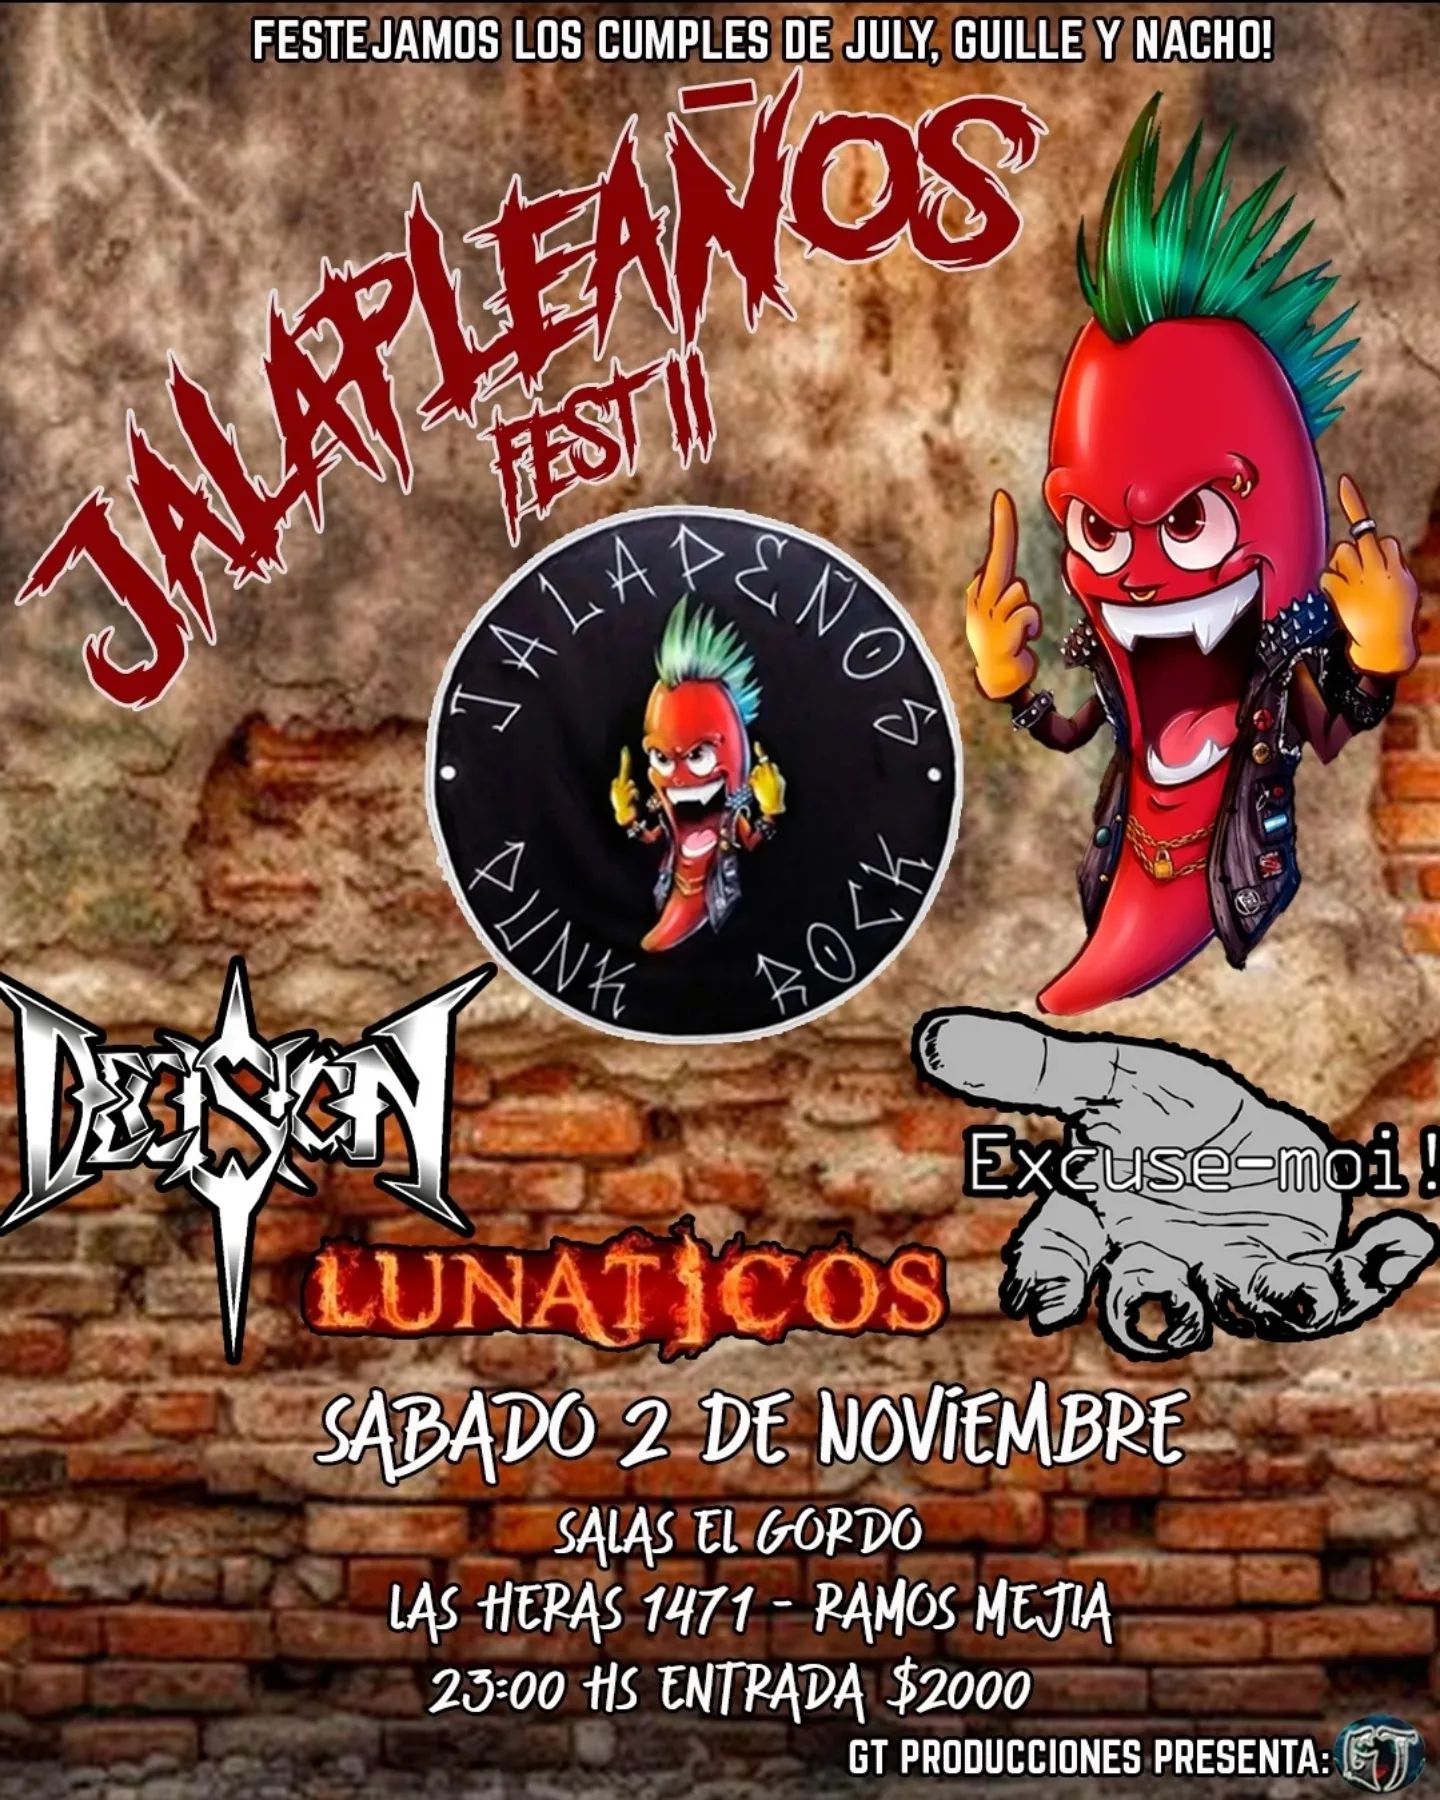 FESTEJAMOS LOS CUMPLES DE JULY, GUILLE Y NACHO!
JALAPLEAÑOS
FEST II
JALAPEÑOS
PUNK ROCK
DECISION
Excuse-moi!
LUNATICOS
SABADO 2 DE NOVIEMBRE
SALAS EL GORDO
LAS HERAS 1471 - RAMOS MEJIA
23:00 HS ENTRADA $2000
GT PRODUCCIONES PRESENTA:
GT